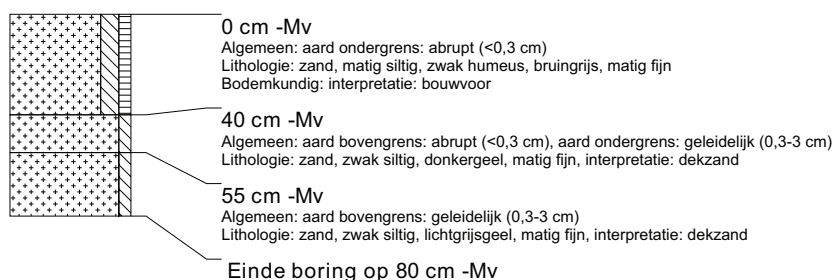 0 cm -Mv
Algemeen: aard ondergrens: abrupt (<0,3 cm)
Lithologie: zand, matig siltig, zwak humeus, bruingrijs, matig fijn
Bodemkundig: interpretatie: bouwvoor
40 cm -Mv
Algemeen: aard bovengrens: abrupt (<0,3 cm), aard ondergrens: geleidelijk (0,3-3 cm)
Lithologie: zand, zwak siltig, donkergeel, matig fijn, interpretatie: dekzand
55 cm -Mv
Algemeen: aard bovengrens: geleidelijk (0,3-3 cm)
Lithologie: zand, zwak siltig, lichtgrijsgeel, matig fijn, interpretatie: dekzand
Einde boring op 80 cm -Mv